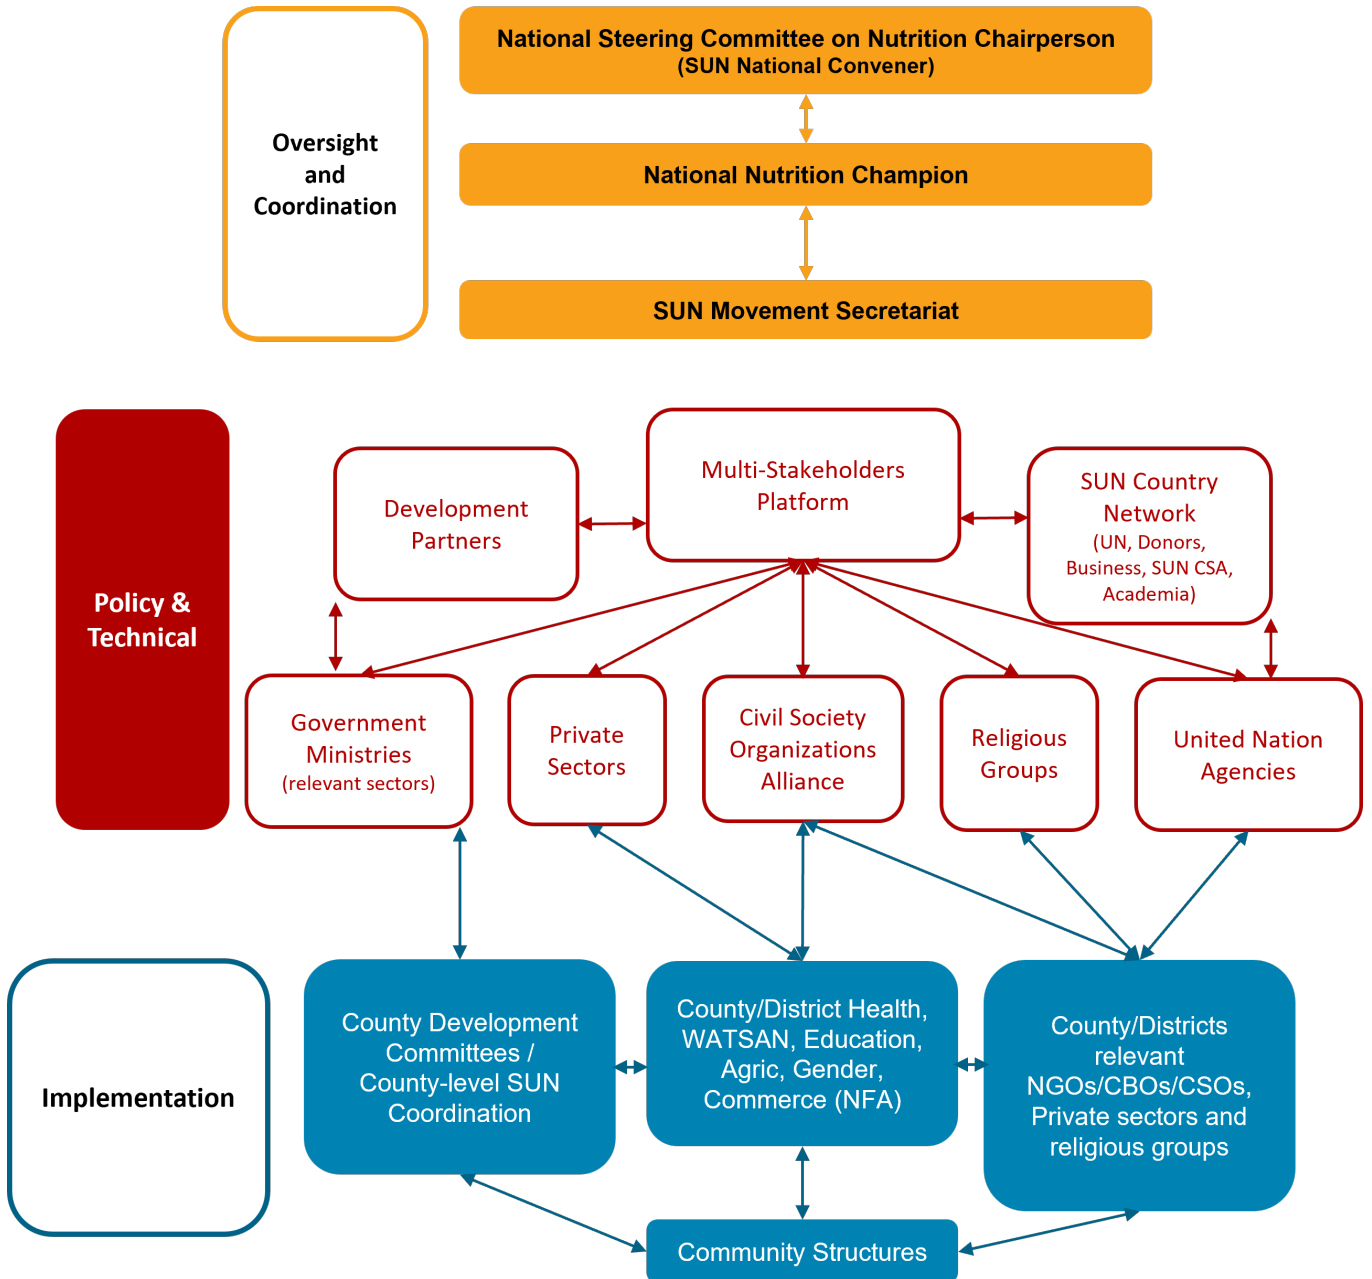 National Steering Committee on Nutrition Chairperson
(SUN National Convener)
Oversight
and
Coordination
National Nutrition Champion
SUN Movement Secretariat
Multi-Stakeholders
Platform
Development
Partners
SUN Country
Network
(UN, Donors,
Business, SUN CSA,
Academia)
Policy &
Technical
Government
Ministries
(relevant sectors)
Private
Sectors
Civil Society
Organizations
Alliance
Religious
Groups
United Nation
Agencies
Implementation
County Development
Committees /
County-level SUN
Coordination
County/District Health,
WATSAN, Education,
Agric, Gender,
Commerce (NFA)
County/Districts
relevant
NGOs/CBOs/CSOs,
Private sectors and
religious groups
Community Structures